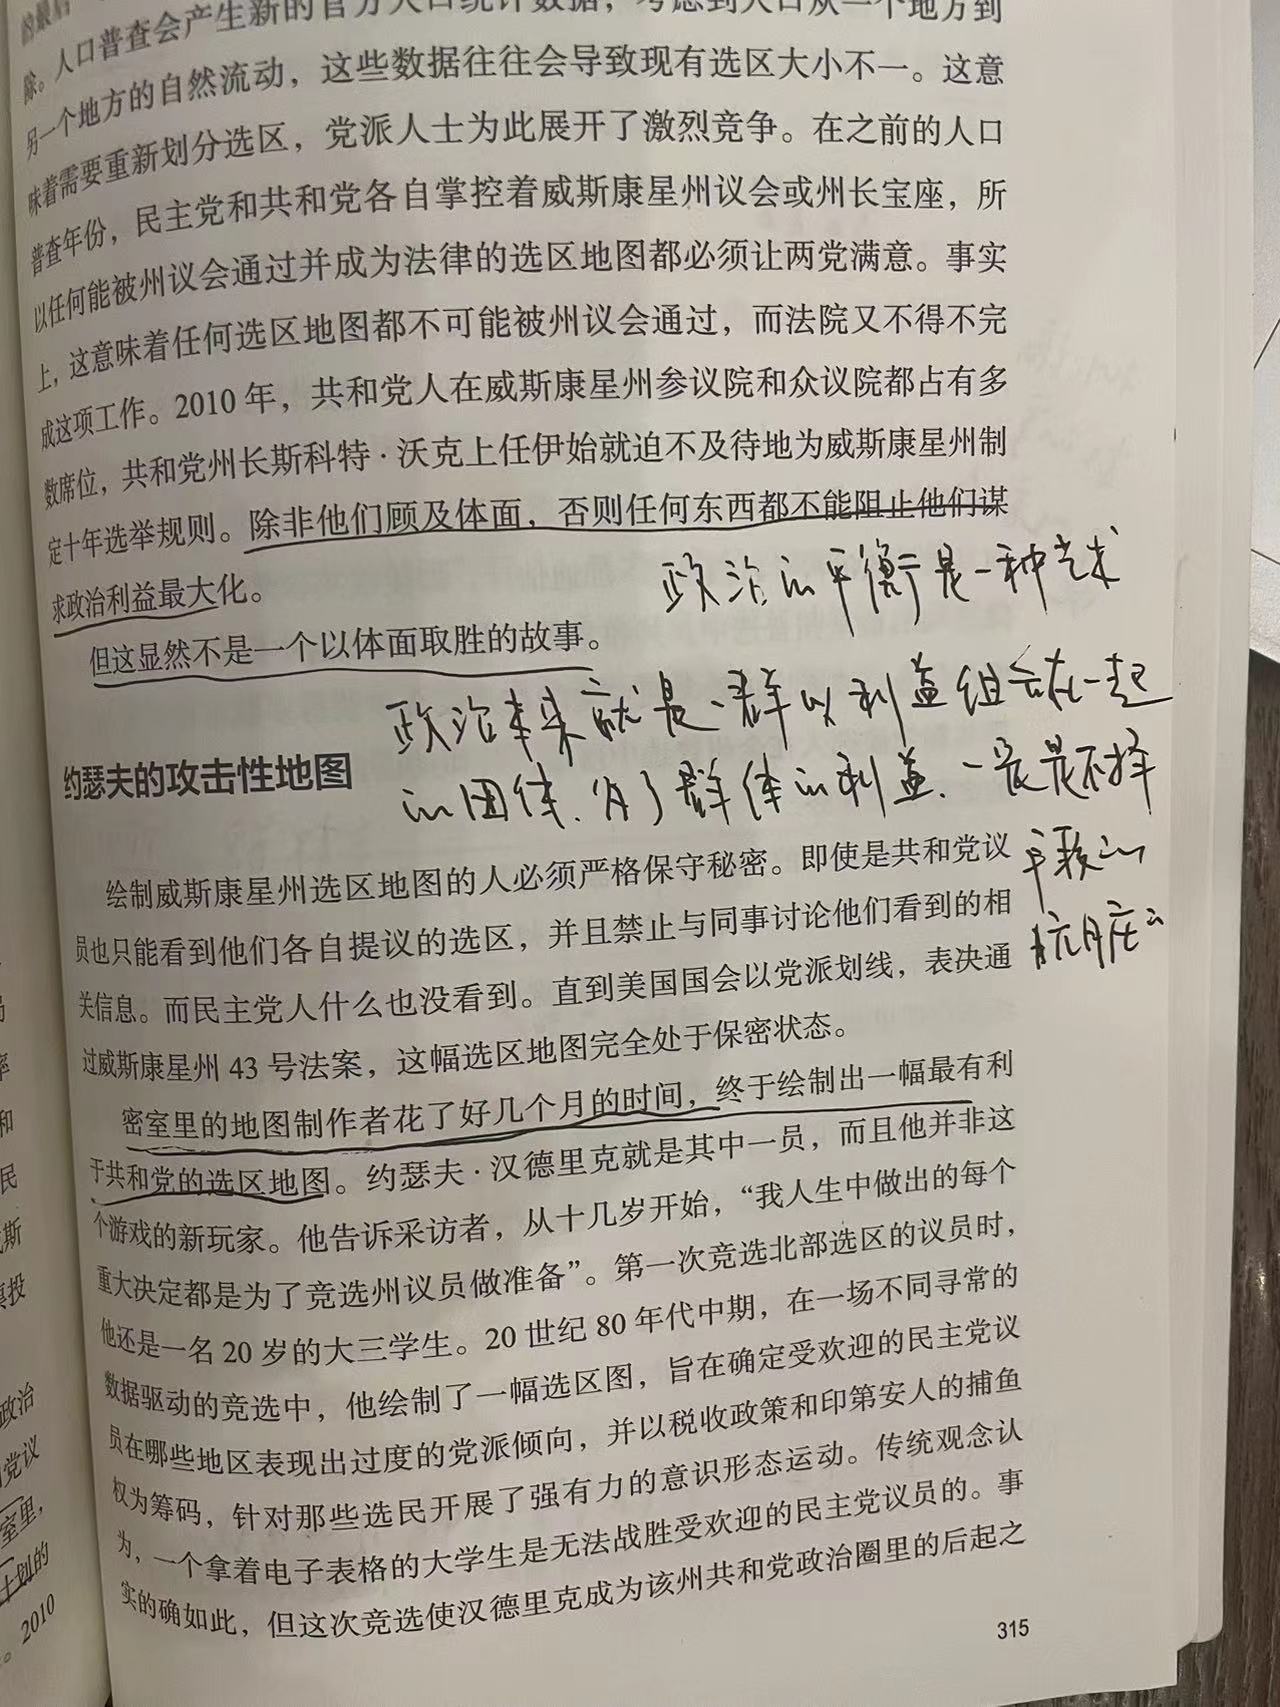 除。人口普查会产生新的官方人口统计数据，考虑到人口从一个地方到
另一个地方的自然流动，这些数据往往会导致现有选区大小不一。这意
味着需要重新划分选区，党派人士为此展开了激烈竞争。在之前的人口
普查年份，民主党和共和党各自掌控着威斯康星州议会或州长宝座，所
以任何能被州议会通过并成为法律的选区地图都必须让两党满意。事实
上，这意味着任何选区地图都不可能被州议会通过，而法院又不得不完
成这项工作。2010 年，共和党人在威斯康星州参议院和众议院都占有多
数席位，共和党州长斯科特·沃克上任伊始就迫不及待地为威斯康星州制
定十年选举规则。除非他们顾及体面，否则任何东西都不能阻止他们谋
求政治利益最大化。
政治的平衡是一种艺术
但这显然不是一个以体面取胜的故事。
政治本来就是一群以利益组合在一起
的团体、为了群体的利益、一定是不择
手段的
约瑟夫的攻击性地图
绘制威斯康星州选区地图的人必须严格保守秘密。即使是共和党议
员也只能看到他们各自提议的选区，并且禁止与同事讨论他们看到的相
关信息。而民主党人什么也没看到。直到美国国会以党派划线，表决通
过威斯康星州 43 号法案，这幅选区地图完全处于保密状态。
密室里的地图制作者花了好几个月的时间，终于绘制出一幅最有利
于共和党的选区地图。约瑟夫·汉德里克就是其中一员，而且他并非这
个游戏的新玩家。他告诉采访者，从十几岁开始，“我人生中做出的每个
重大决定都是为了竞选州议员做准备”。第一次竞选北部选区的议员时，
他还是一名 20 岁的大三学生。20 世纪 80 年代中期，在一场不同寻常的
数据驱动的竞选中，他绘制了一幅选区图，旨在确定受欢迎的民主党议
员在哪些地区表现出过度的党派倾向，并以税收政策和印第安人的捕鱼
权为筹码，针对那些选民开展了强有力的意识形态运动。传统观念认
为，一个拿着电子表格的大学生是无法战胜受欢迎的民主党议员的。事
实的确如此，但这次竞选使汉德里克成为该州共和党政治圈里的后起之
315